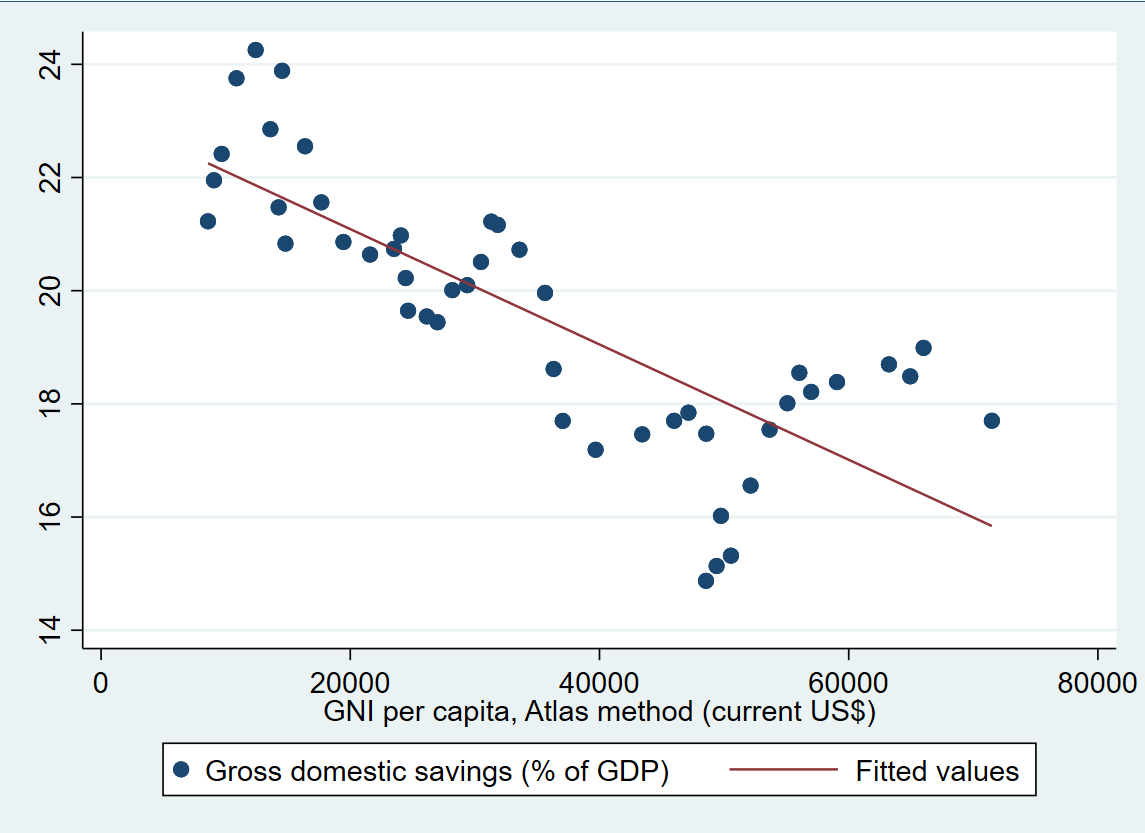 24
22
20
18
16
14
0 20000 40000 60000 80000
GNI per capita, Atlas method (current US$)
Gross domestic savings (% of GDP) Fitted values